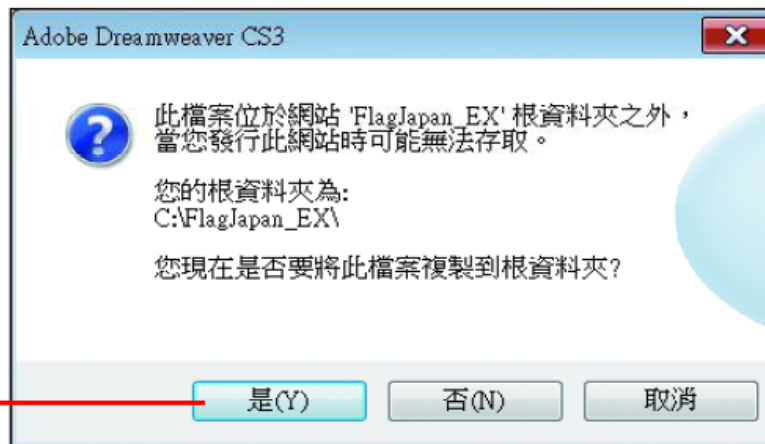 Adobe Dreamweaver CS3
此檔案位於網站 'FlagJapan_EX' 根資料夾之外，
當您發行此網站時可能無法存取。
您的根資料夾為:
C:\FlagJapan_EX\
您現在是否要將此檔案複製到根資料夾?
是(Y)
否(N)
取消